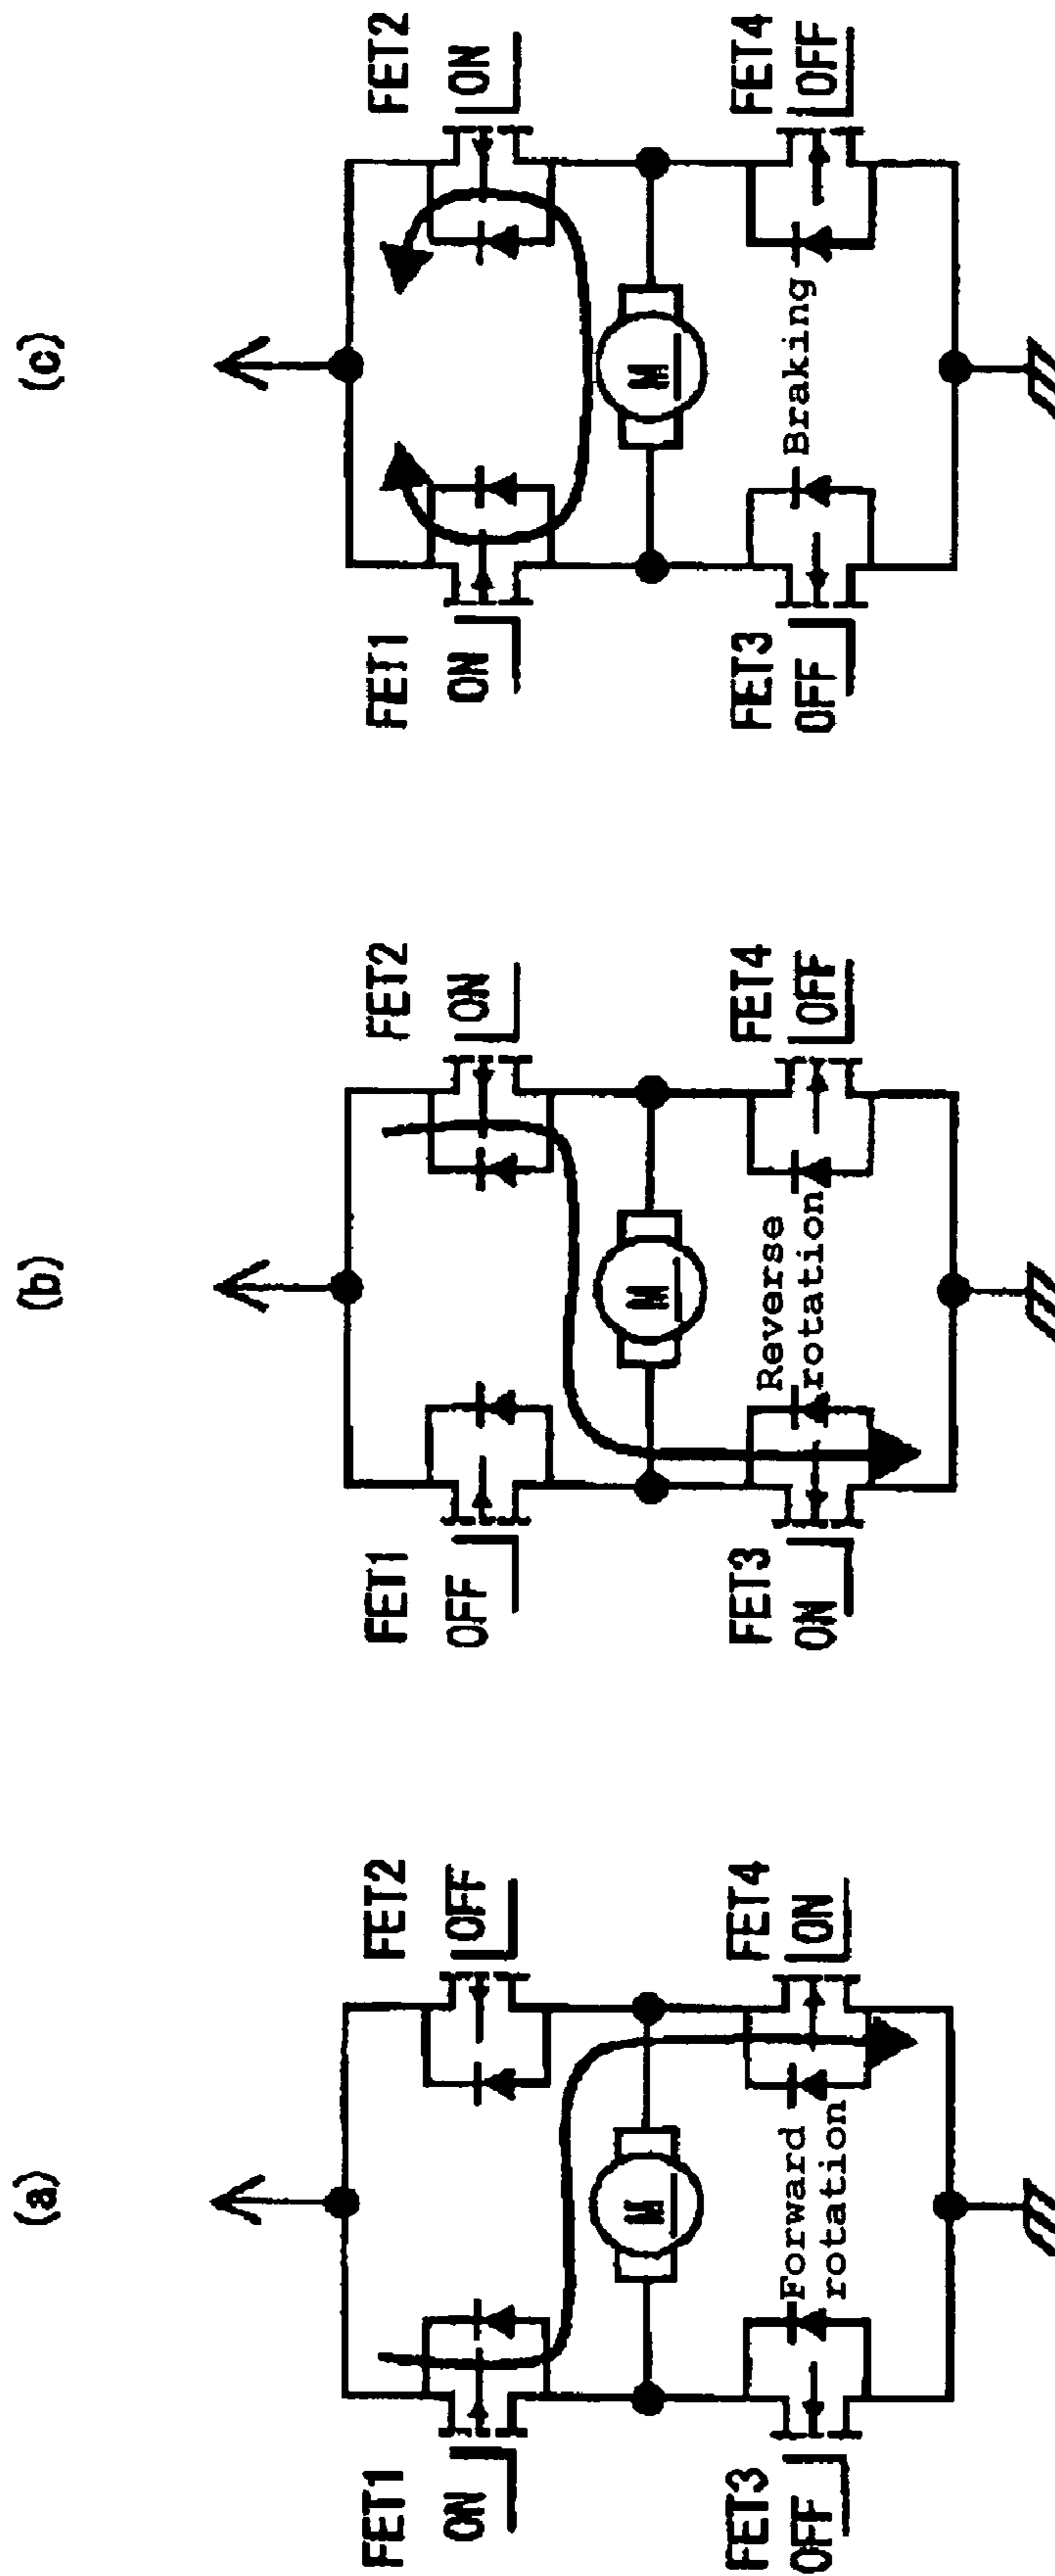 (a)
FET1
ON
FET2
OFF
M
FET3
OFF
Forward
rotation
FET4
ON
(b)
FET1
OFF
FET2
ON
M
FET3
ON
Reverse
rotation
FET4
OFF
(c)
FET1
ON
FET2
ON
M
FET3
OFF
Braking
FET4
OFF